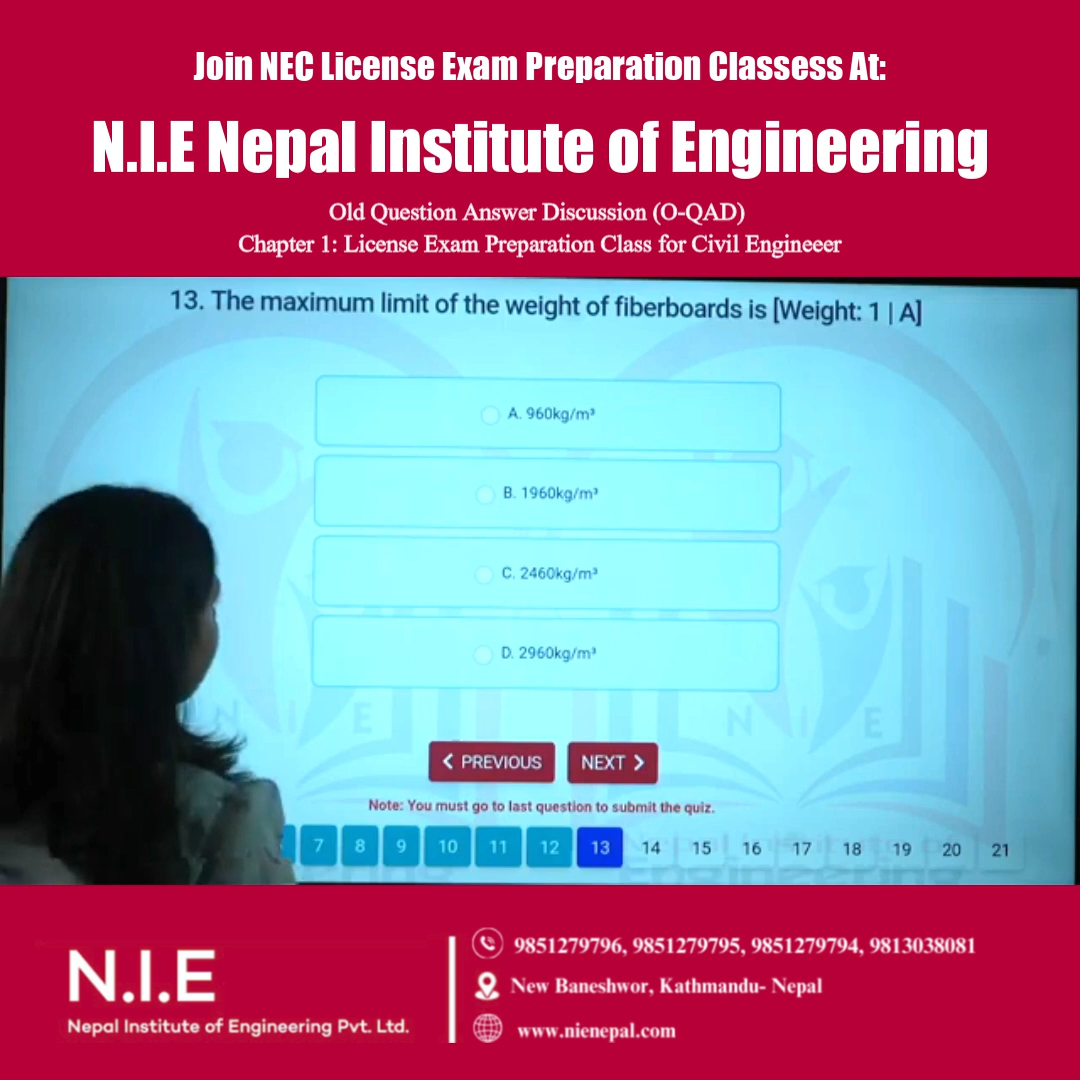 Join NEC License Exam Preparation Classess At:
N.I.E Nepal Institute of Engineering
Old Question Answer Discussion (O-QAD)
Chapter 1: License Exam Preparation Class for Civil Engineeer
13. The maximum limit of the weight of fiberboards is [Weight: 1 | A]
A. 960kg/m³
B. 1960kg/m³
C. 2460kg/m³
D. 2960kg/m³
N I E
N I E
PREVIOUS
NEXT
Note: You must go to last question to submit the quiz.
7 8 9 10 11 12 13 14 15 16 17 18 19 20 21
N.I.E
Nepal Institute of Engineering Pvt. Ltd.
9851279796, 9851279795, 9851279794, 9813038081
New Baneshwor, Kathmandu- Nepal
www.nienepal.com